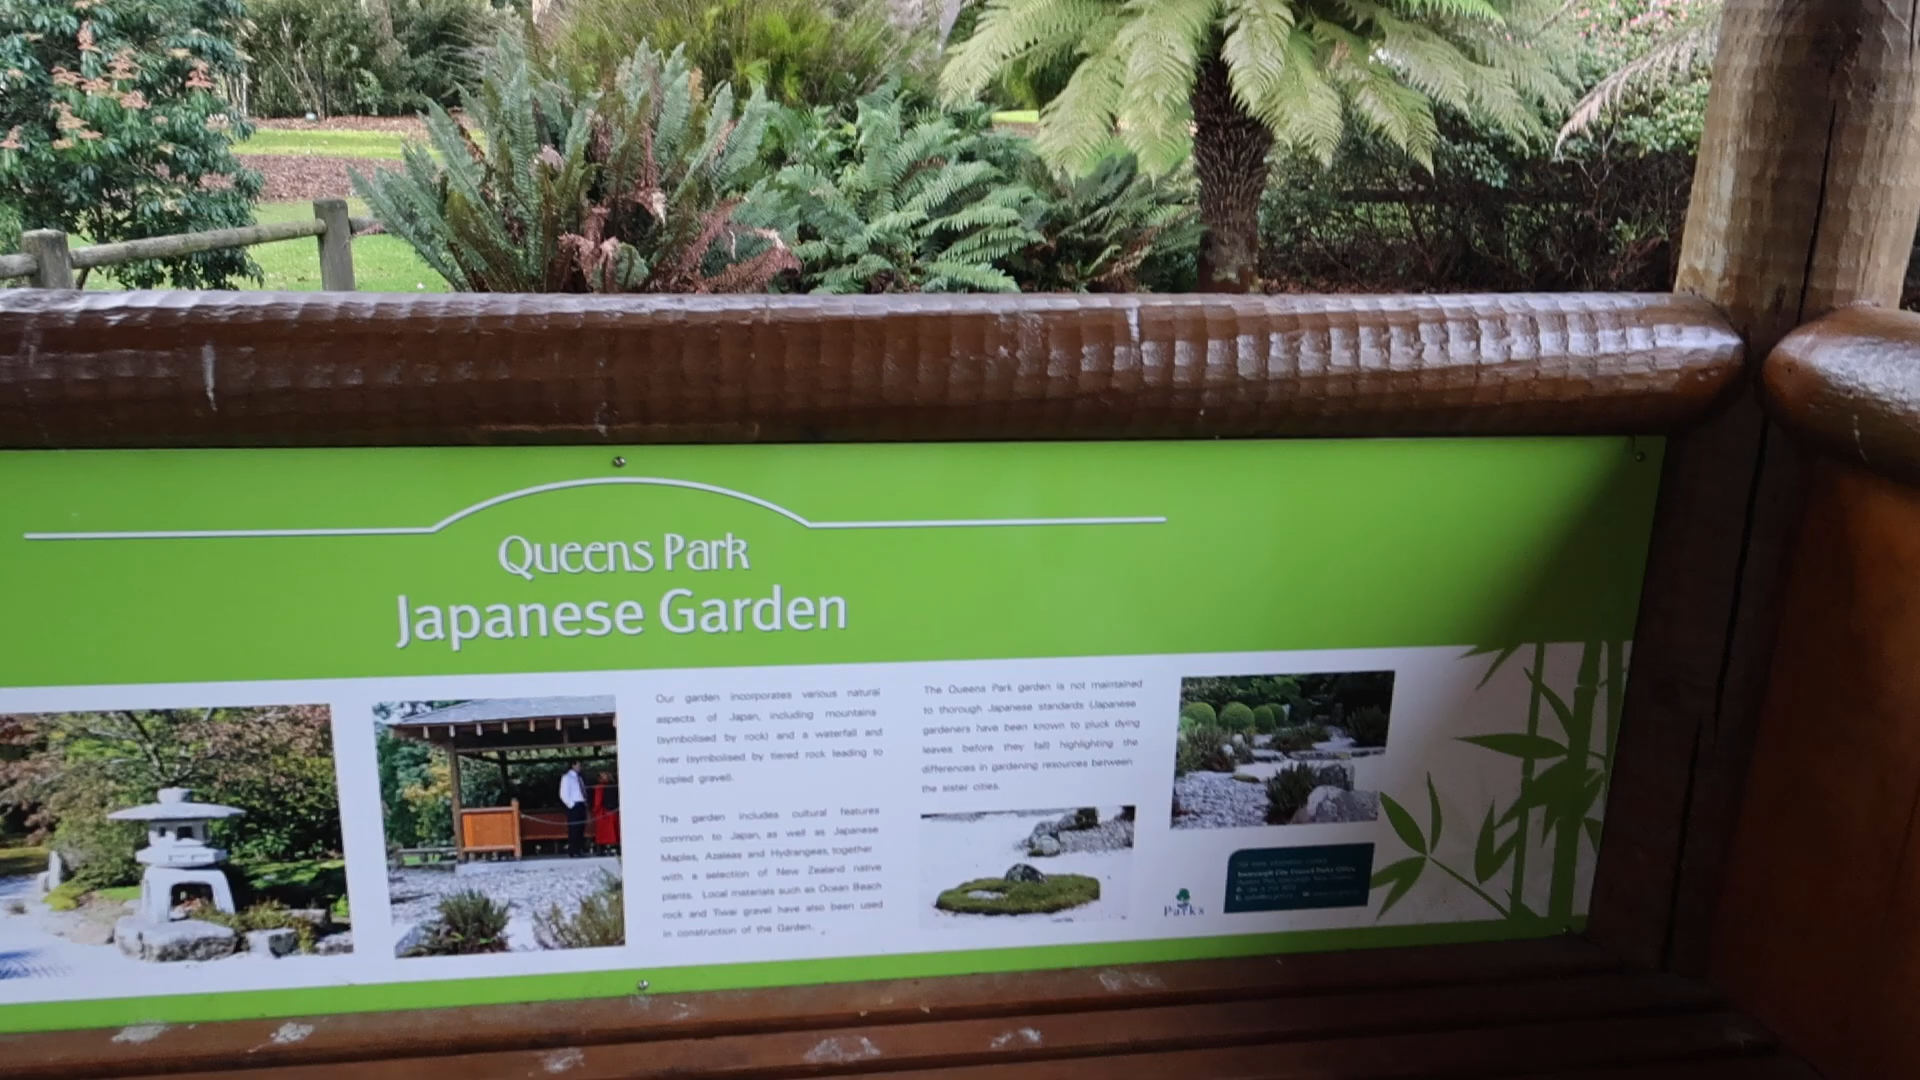 Queens Park
Japanese Garden
Our garden incorporates various natural
aspects of Japan, including mountains
(symbolised by rock) and a waterfall and
river (symbolised by tiered rock leading to
rippled gravel).
The garden includes cultural features
common to Japan, as well as Japanese
Maples, Azaleas and Hydrangeas, together
with a selection of New Zealand native
plants. Local materials such as Ocean Beach
rock and Tiwai gravel have also been used
in construction of the Garden.
The Queens Park garden is not maintained
to thorough Japanese standards (Japanese
gardeners have been known to pluck dying
leaves before they fall highlighting the
differences in gardening resources between
the sister cities.
Parks
Invercargill City Council Parks Office,